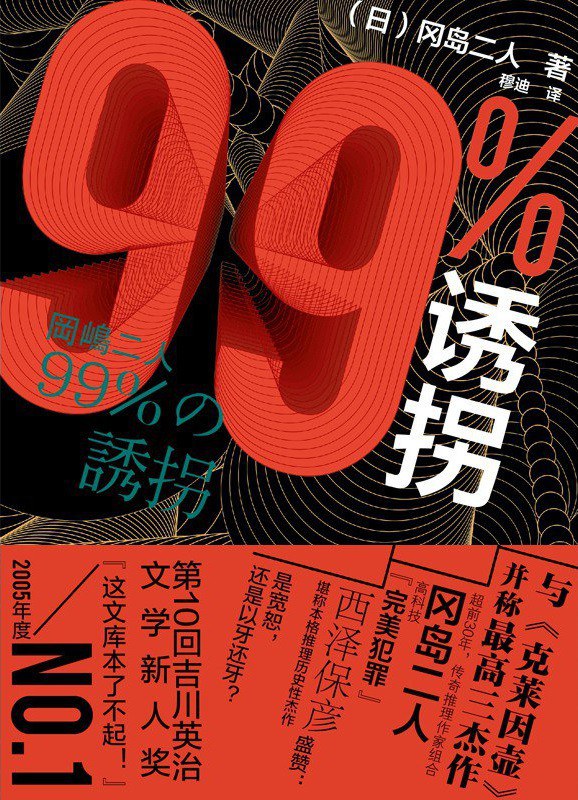 （日）冈岛二人 著
穆迪 译
99%
诱拐
岡嶋二人
99%の
誘拐
与《克莱因壶》
并称最高三杰作
超前30年，传奇推理作家组合
冈岛二人
高科技
『完美犯罪』
西泽保彦 盛赞：
堪称本格推理历史性杰作
是宽恕，
还是以牙还牙？
第10回吉川英治
文学新人奖
『这文库本了不起！』
2005年度
NO.1